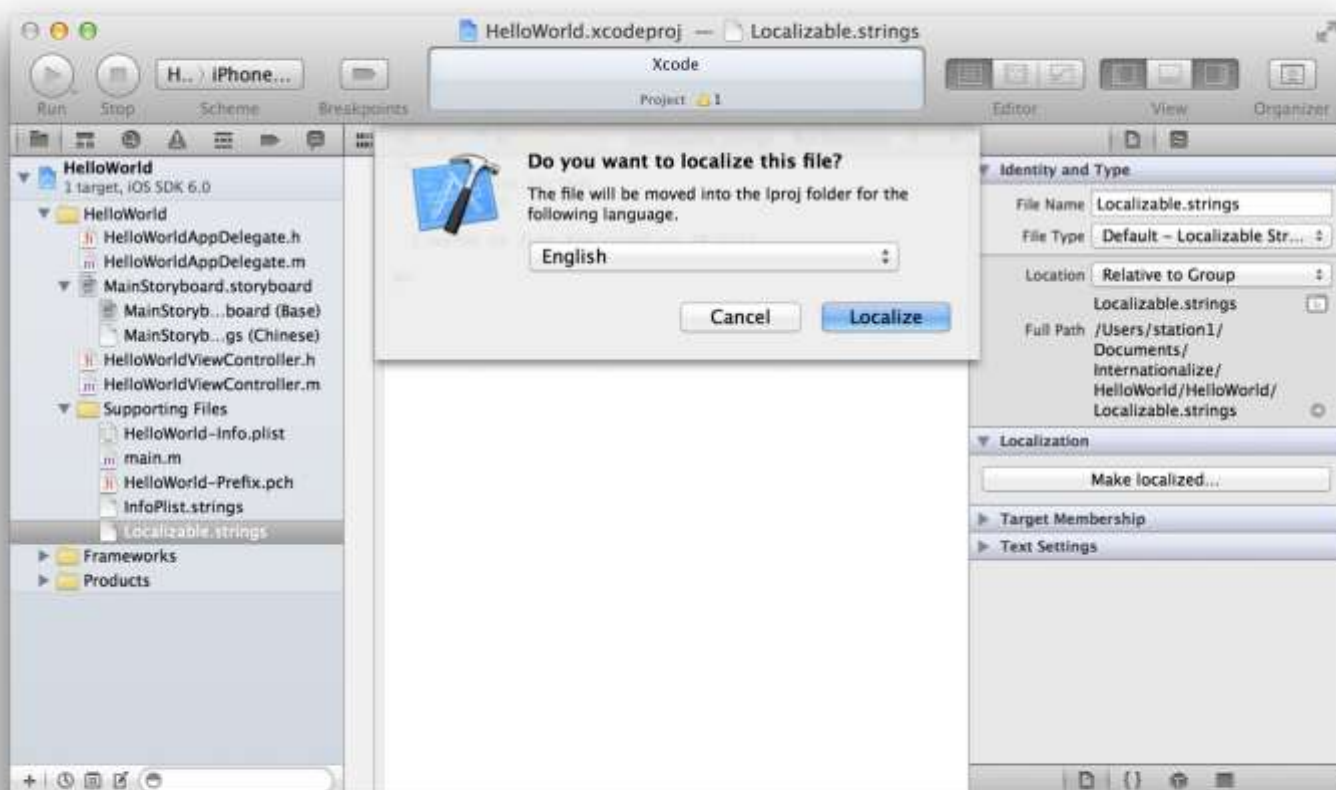 HelloWorld.xcodeproj — Localizable.strings
H.. 〉 iPhone...
Xcode
Project 1
Run Stop Scheme Breakpoints
Editor View Organizer
HelloWorld
1 target, iOS SDK 6.0
HelloWorld
HelloWorldAppDelegate.h
HelloWorldAppDelegate.m
MainStoryboard.storyboard
MainStoryb...board (Base)
MainStoryb...gs (Chinese)
HelloWorldViewController.h
HelloWorldViewController.m
Supporting Files
HelloWorld-Info.plist
main.m
HelloWorld-Prefix.pch
InfoPlist.strings
Localizable.strings
Frameworks
Products
Do you want to localize this file?
The file will be moved into the lproj folder for the
following language.
English
Cancel Localize
Identity and Type
File Name Localizable.strings
File Type Default - Localizable Str...
Location Relative to Group
Localizable.strings
Full Path /Users/station1/
Documents/
Internationalize/
HelloWorld/HelloWorld/
Localizable.strings
Localization
Make localized...
Target Membership
Text Settings